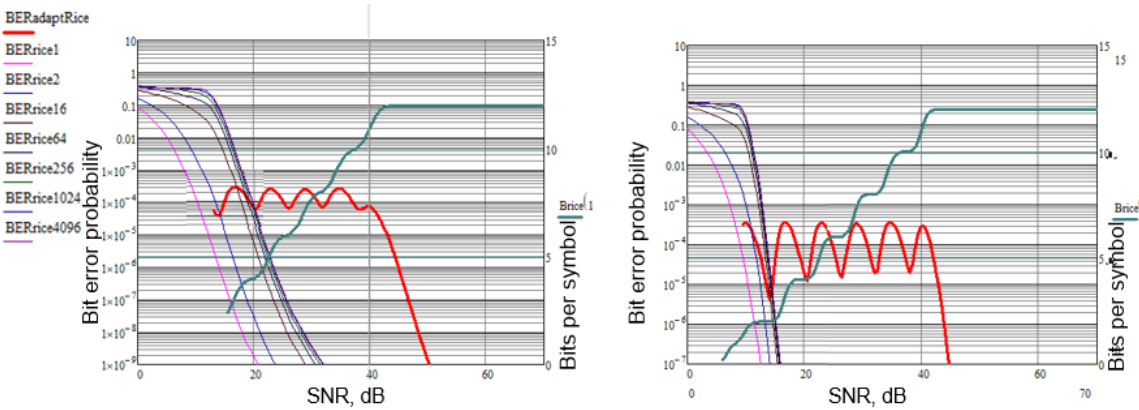 BERadaptRice
BERrice1
BERrice2
BERrice16
BERrice64
BERrice256
BERrice1024
BERrice4096
Bit error probability
10
1
0.1
0.01
1×10⁻³
1×10⁻⁴
1×10⁻⁵
1×10⁻⁶
1×10⁻⁷
1×10⁻⁸
1×10⁻⁹
0 20 40 60
SNR, dB
15
10
5
0
Brice(1
Bits per symbol
Bit error probability
10
1
0.1
0.01
10⁻³
10⁻⁴
10⁻⁵
10⁻⁶
10⁻⁷
0 20 40 60
0 70
SNR, dB
15
15
10
5
0
Brice
Bits per symbol